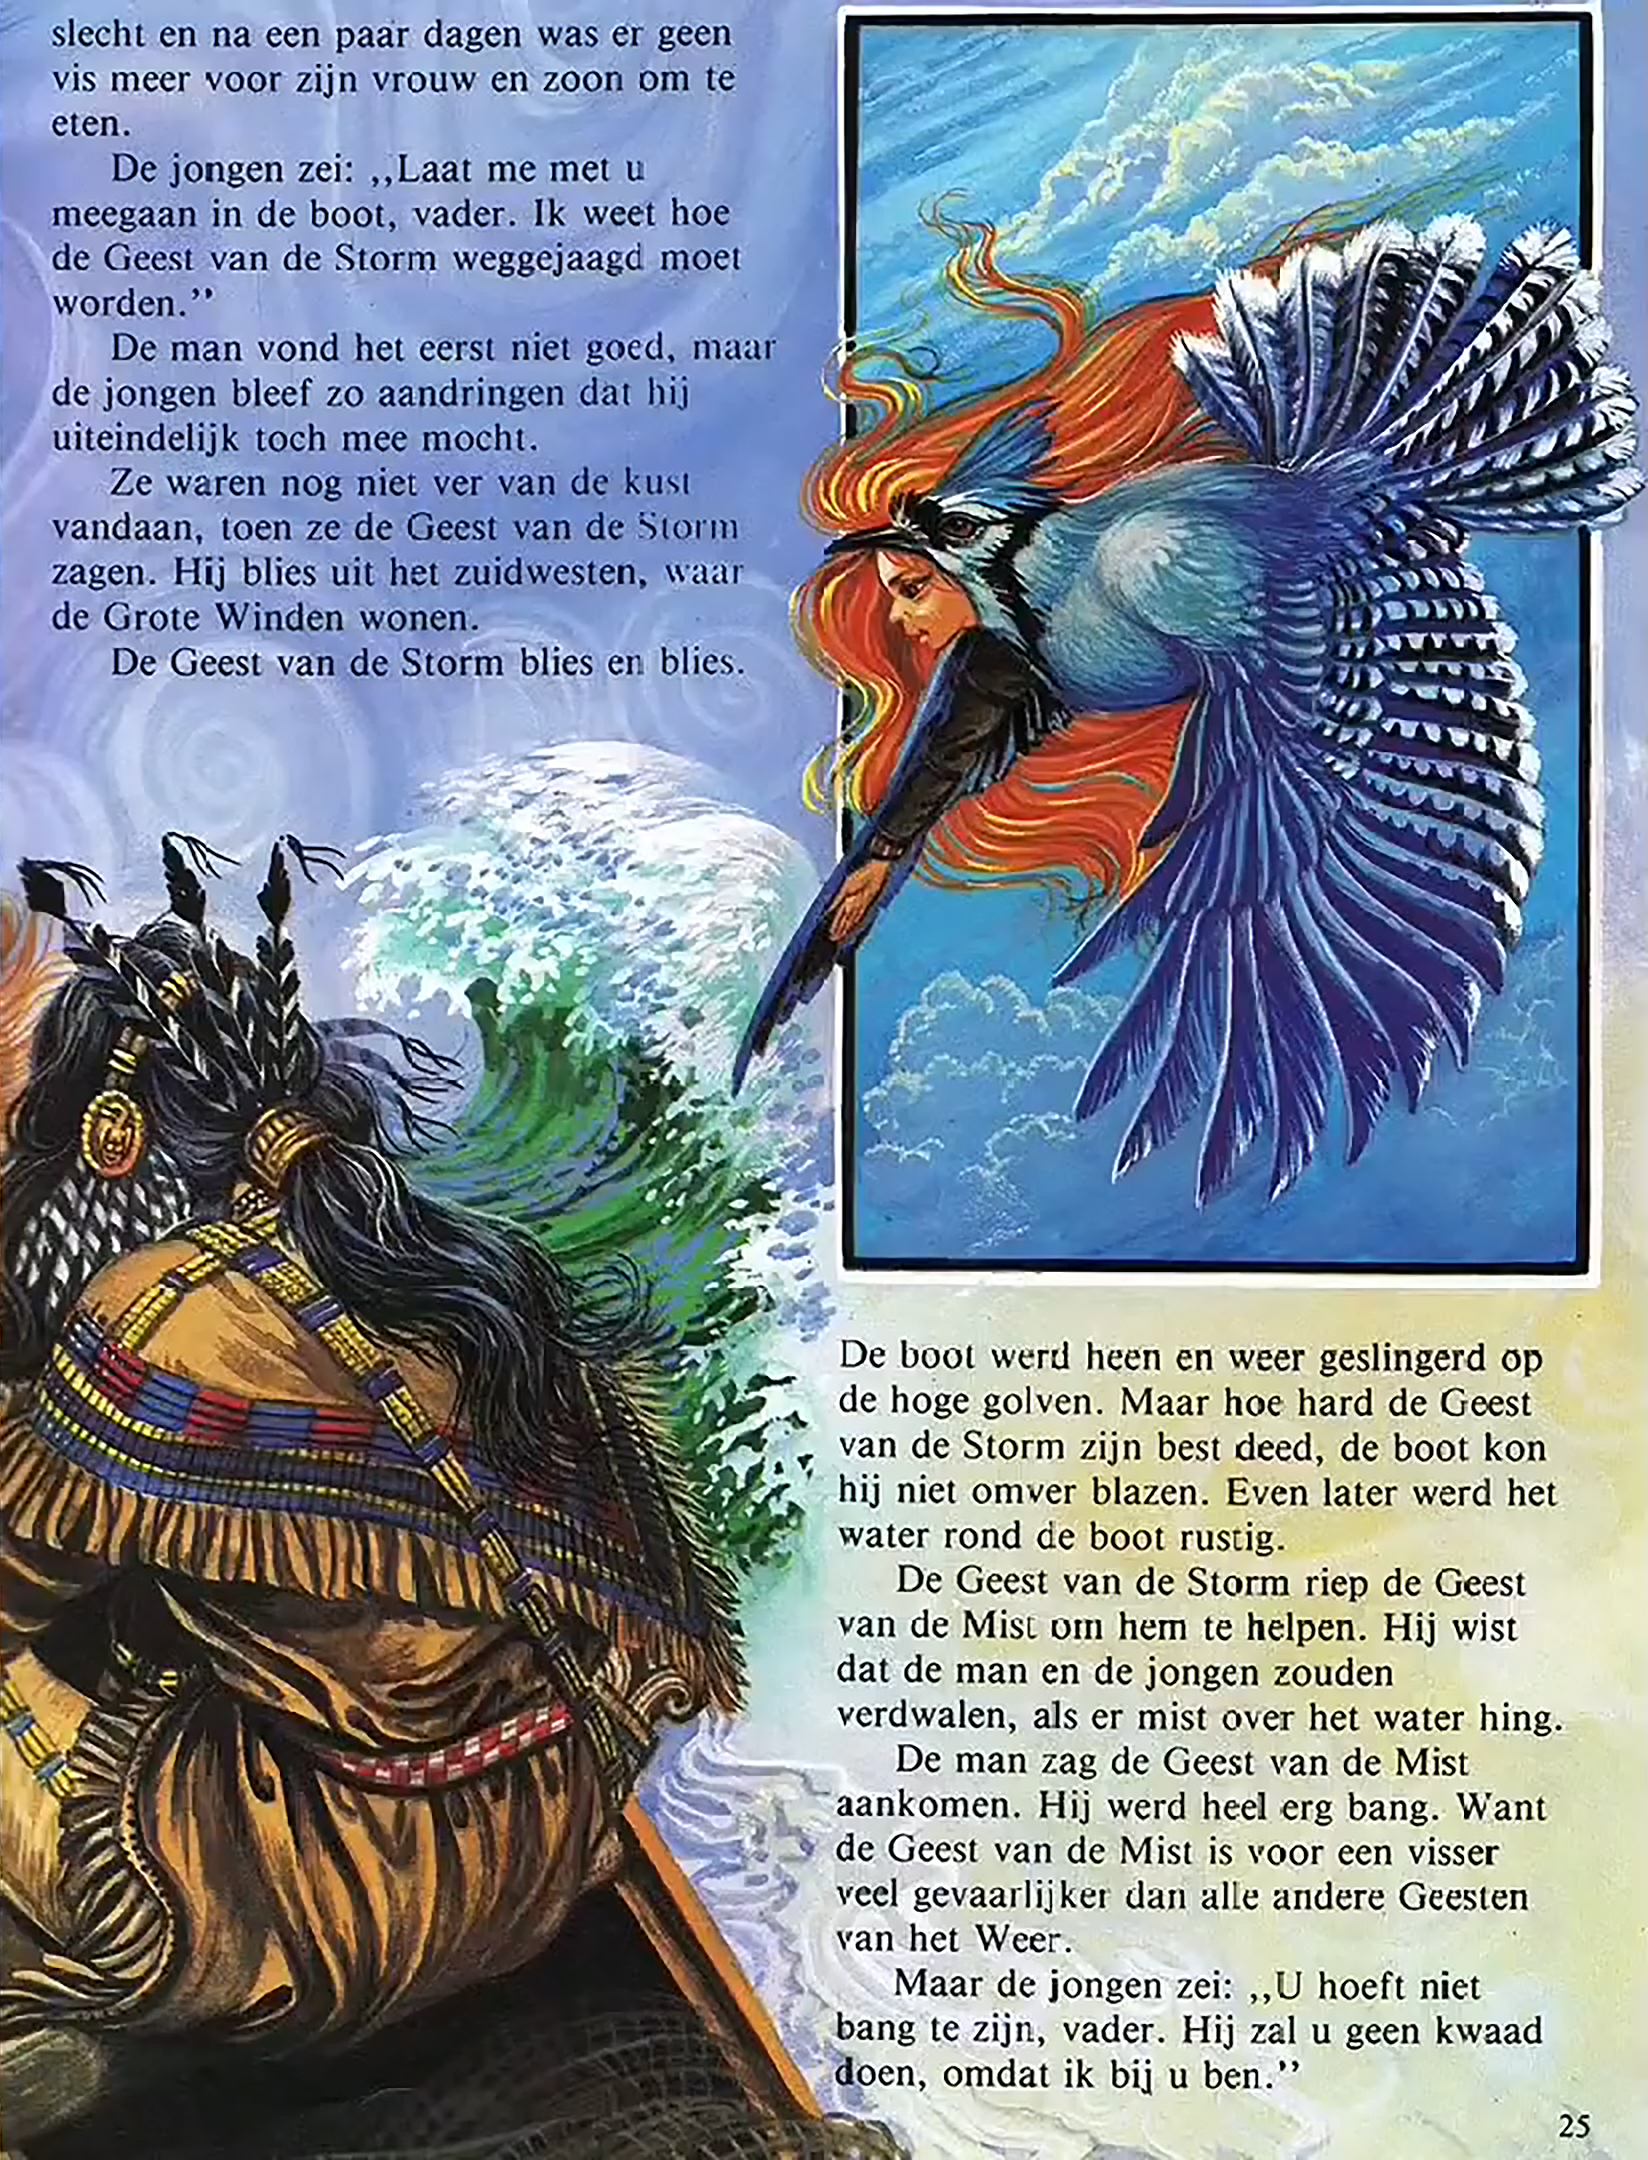 slecht en na een paar dagen was er geen
vis meer voor zijn vrouw en zoon om te
eten.
De jongen zei: ,,Laat me met u
meegaan in de boot, vader. Ik weet hoe
de Geest van de Storm weggejaagd moet
worden.’’
De man vond het eerst niet goed, maar
de jongen bleef zo aandringen dat hij
uiteindelijk toch mee mocht.
Ze waren nog niet ver van de kust
vandaan, toen ze de Geest van de Storm
zagen. Hij blies uit het zuidwesten, waar
de Grote Winden wonen.
De Geest van de Storm blies en blies.
De boot werd heen en weer geslingerd op
de hoge golven. Maar hoe hard de Geest
van de Storm zijn best deed, de boot kon
hij niet omver blazen. Even later werd het
water rond de boot rustig.
De Geest van de Storm riep de Geest
van de Mist om hem te helpen. Hij wist
dat de man en de jongen zouden
verdwalen, als er mist over het water hing.
De man zag de Geest van de Mist
aankomen. Hij werd heel erg bang. Want
de Geest van de Mist is voor een visser
veel gevaarlijker dan alle andere Geesten
van het Weer.
Maar de jongen zei: ,,U hoeft niet
bang te zijn, vader. Hij zal u geen kwaad
doen, omdat ik bij u ben.’’
25